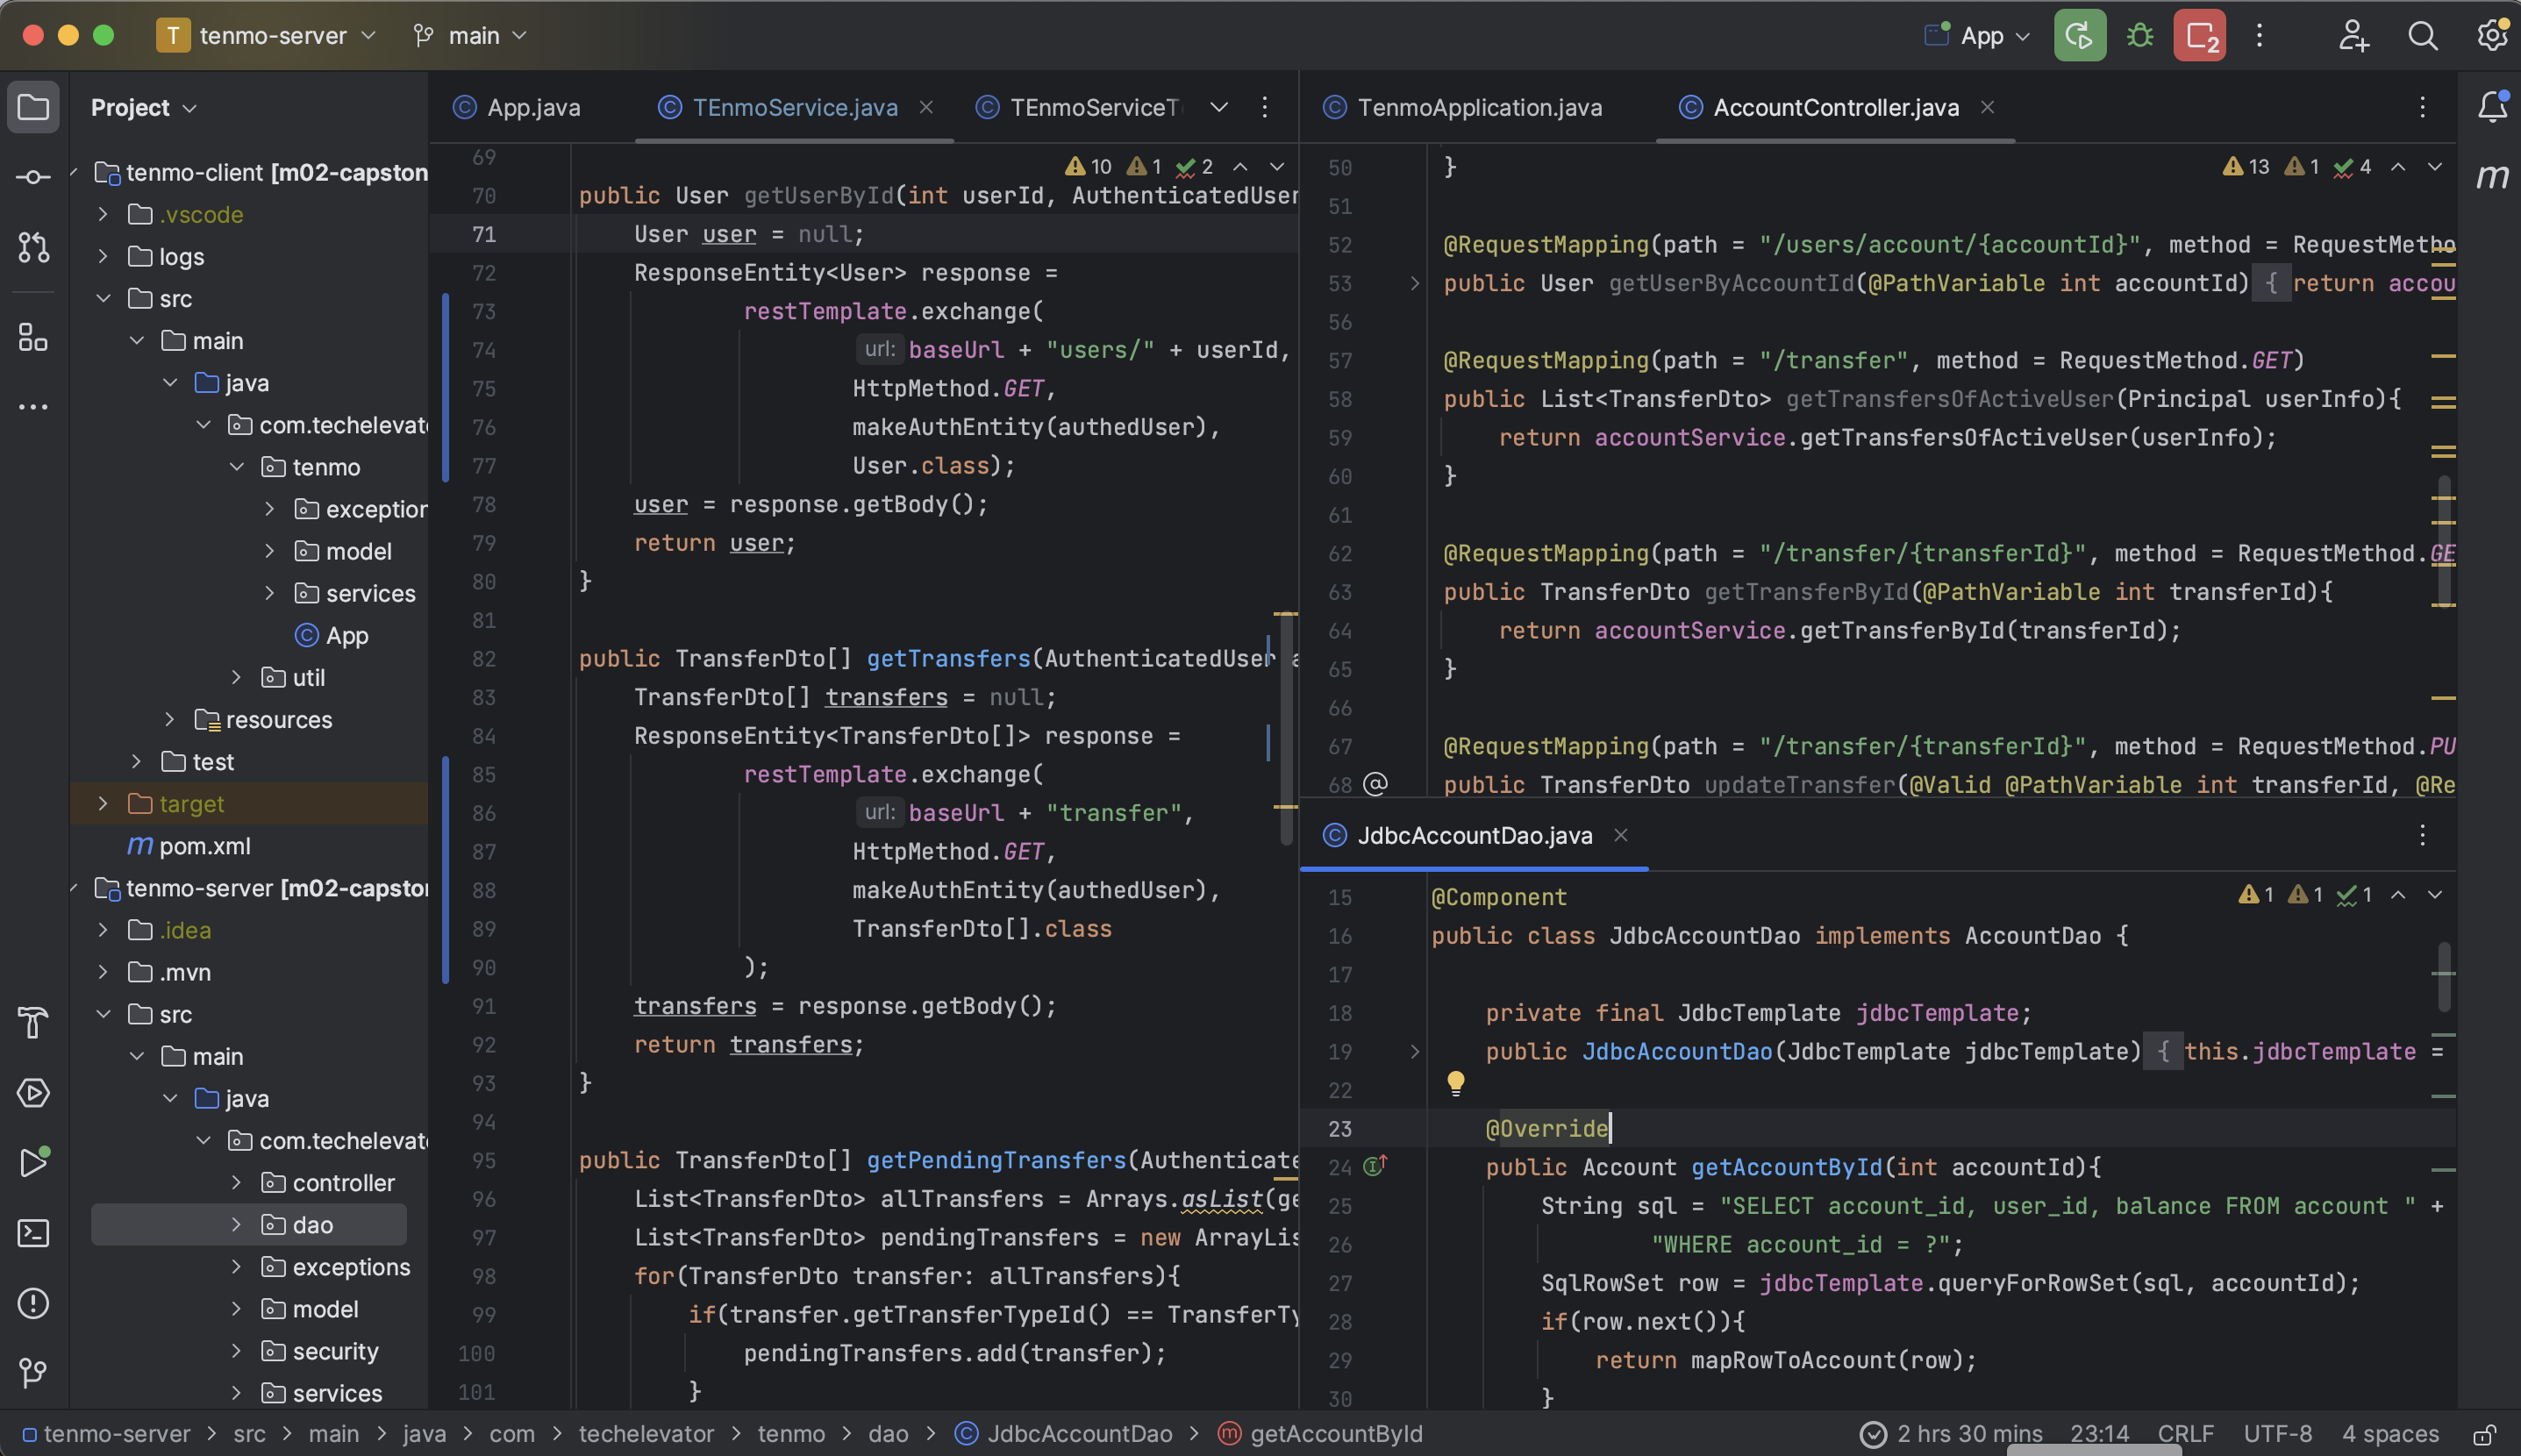 T tenmo-server main App 2
Project
tenmo-client [m02-capston
.vscode
logs
src
main
java
com.techelevat
tenmo
exception
model
services
App
util
resources
test
target
m pom.xml
tenmo-server [m02-capsto
.idea
.mvn
src
main
java
com.techelevat
controller
dao
exceptions
model
security
services
App.java TEnmoService.java TEnmoServiceT
10 1 2
69
70 public User getUserById(int userId, AuthenticatedUser
71 User user = null;
72 ResponseEntity<User> response =
73 restTemplate.exchange(
74 url: baseUrl + "users/" + userId,
75 HttpMethod.GET,
76 makeAuthEntity(authedUser),
77 User.class);
78 user = response.getBody();
79 return user;
80 }
81
82 public TransferDto[] getTransfers(AuthenticatedUser a
83 TransferDto[] transfers = null;
84 ResponseEntity<TransferDto[]> response =
85 restTemplate.exchange(
86 url: baseUrl + "transfer",
87 HttpMethod.GET,
88 makeAuthEntity(authedUser),
89 TransferDto[].class
90 );
91 transfers = response.getBody();
92 return transfers;
93 }
94
95 public TransferDto[] getPendingTransfers(Authenticate
96 List<TransferDto> allTransfers = Arrays.asList(ge
97 List<TransferDto> pendingTransfers = new ArrayLis
98 for(TransferDto transfer: allTransfers){
99 if(transfer.getTransferTypeId() == TransferTy
100 pendingTransfers.add(transfer);
101 }
TenmoApplication.java AccountController.java
13 1 4
50 }
51
52 @RequestMapping(path = "/users/account/{accountId}", method = RequestMetho
53 public User getUserByAccountId(@PathVariable int accountId) { return accou
56
57 @RequestMapping(path = "/transfer", method = RequestMethod.GET)
58 public List<TransferDto> getTransfersOfActiveUser(Principal userInfo){
59 return accountService.getTransfersOfActiveUser(userInfo);
60 }
61
62 @RequestMapping(path = "/transfer/{transferId}", method = RequestMethod.GE
63 public TransferDto getTransferById(@PathVariable int transferId){
64 return accountService.getTransferById(transferId);
65 }
66
67 @RequestMapping(path = "/transfer/{transferId}", method = RequestMethod.PU
68 @ public TransferDto updateTransfer(@Valid @PathVariable int transferId, @Re
JdbcAccountDao.java
1 1 1
15 @Component
16 public class JdbcAccountDao implements AccountDao {
17
18 private final JdbcTemplate jdbcTemplate;
19 public JdbcAccountDao(JdbcTemplate jdbcTemplate) { this.jdbcTemplate =
22
23 @Override
24 public Account getAccountById(int accountId){
25 String sql = "SELECT account_id, user_id, balance FROM account " +
26 "WHERE account_id = ?";
27 SqlRowSet row = jdbcTemplate.queryForRowSet(sql, accountId);
28 if(row.next()){
29 return mapRowToAccount(row);
30 }
m
tenmo-server > src > main > java > com > techelevator > tenmo > dao > JdbcAccountDao > getAccountById 2 hrs 30 mins 23:14 CRLF UTF-8 4 spaces